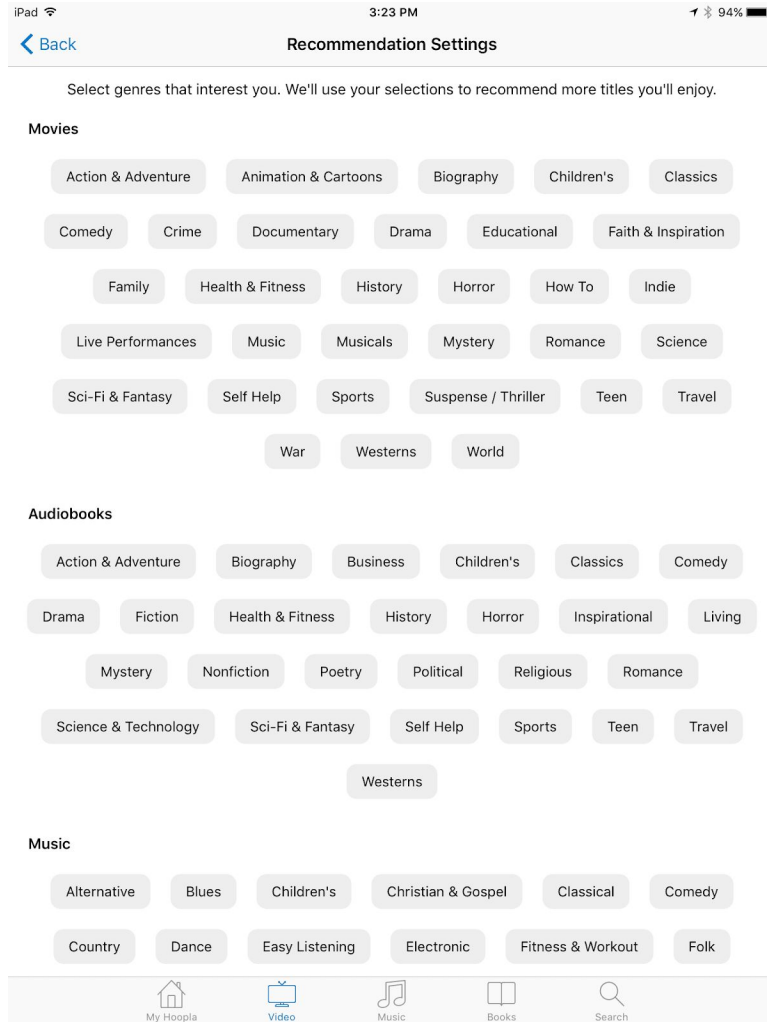 iPad 3:23 PM 94%
Back Recommendation Settings
Select genres that interest you. We'll use your selections to recommend more titles you'll enjoy.
Movies
Action & Adventure Animation & Cartoons Biography Children's Classics
Comedy Crime Documentary Drama Educational Faith & Inspiration
Family Health & Fitness History Horror How To Indie
Live Performances Music Musicals Mystery Romance Science
Sci-Fi & Fantasy Self Help Sports Suspense / Thriller Teen Travel
War Westerns World
Audiobooks
Action & Adventure Biography Business Children's Classics Comedy
Drama Fiction Health & Fitness History Horror Inspirational Living
Mystery Nonfiction Poetry Political Religious Romance
Science & Technology Sci-Fi & Fantasy Self Help Sports Teen Travel
Westerns
Music
Alternative Blues Children's Christian & Gospel Classical Comedy
Country Dance Easy Listening Electronic Fitness & Workout Folk
My Hoopla Video Music Books Search